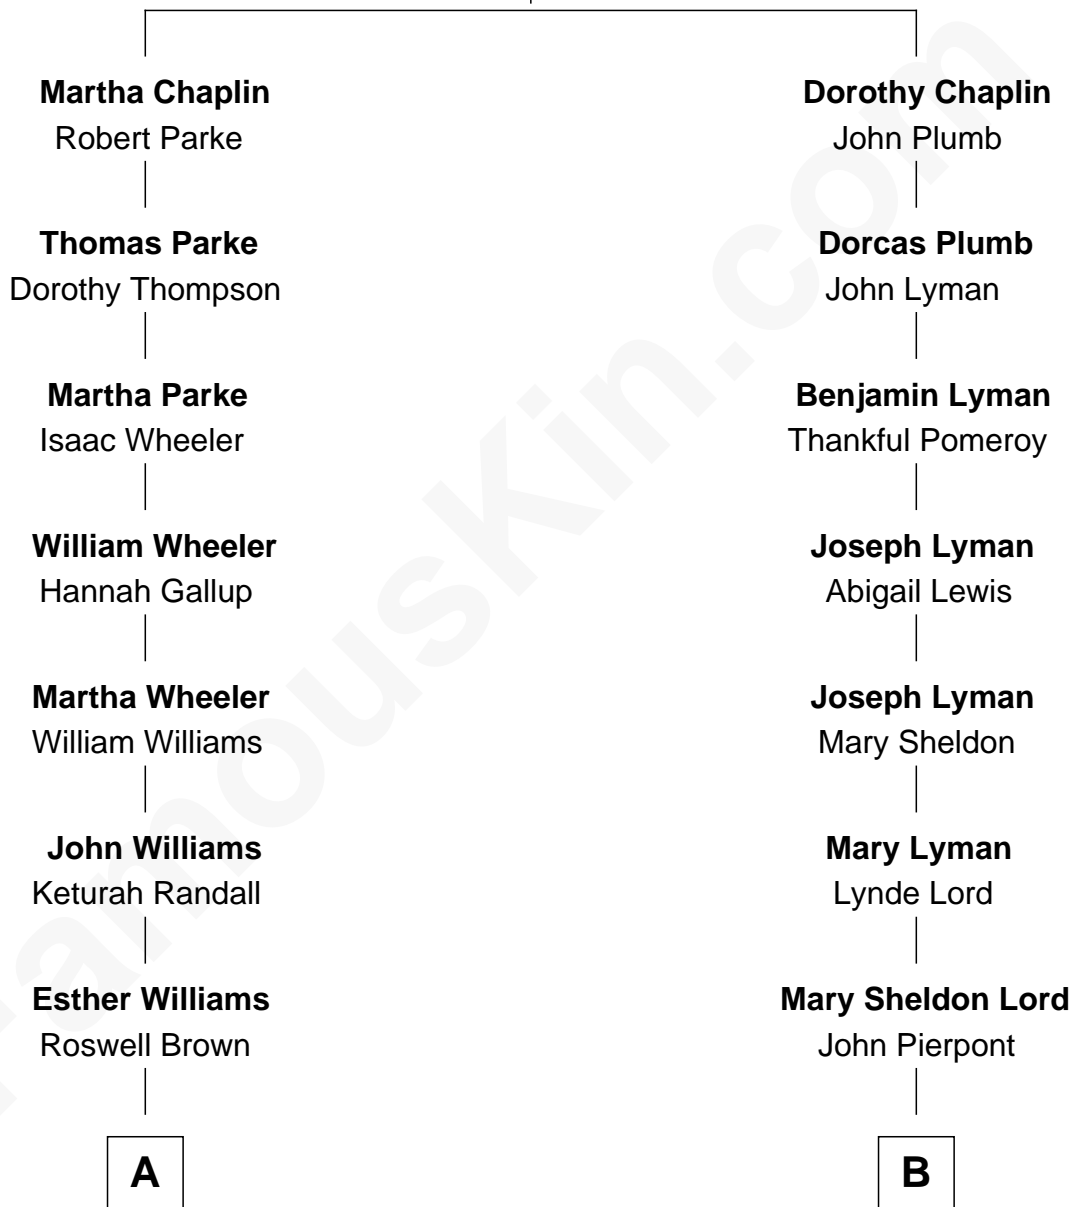 Martha Chaplin
Robert Parke
Thomas Parke
Dorothy Thompson
Martha Parke
Isaac Wheeler
William Wheeler
Hannah Gallup
Martha Wheeler
William Williams
John Williams
Keturah Randall
Esther Williams
Roswell Brown
A
Dorothy Chaplin
John Plumb
Dorcas Plumb
John Lyman
Benjamin Lyman
Thankful Pomeroy
Joseph Lyman
Abigail Lewis
Joseph Lyman
Mary Sheldon
Mary Lyman
Lynde Lord
Mary Sheldon Lord
John Pierpont
B
FamousKin.com